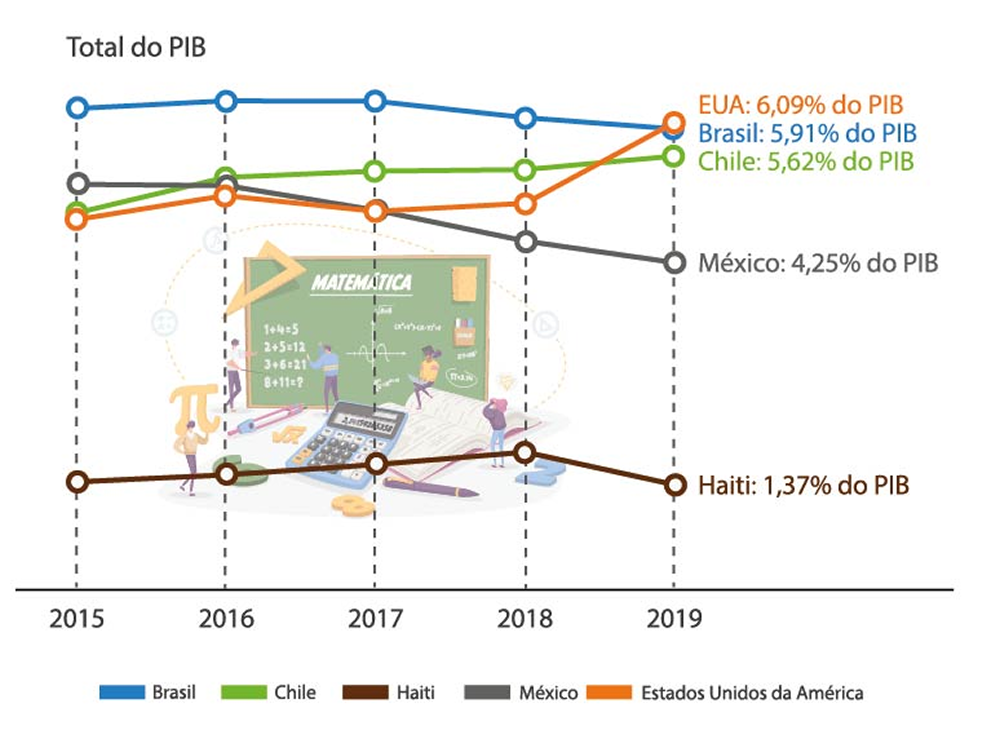 Total do PIB
EUA: 6,09% do PIB
Brasil: 5,91% do PIB
Chile: 5,62% do PIB
México: 4,25% do PIB
MATEMÁTICA
1+4=5
2+5=12
3+6=21
8+11=?
π
Haiti: 1,37% do PIB
2015 2016 2017 2018 2019
Brasil Chile Haiti México Estados Unidos da América